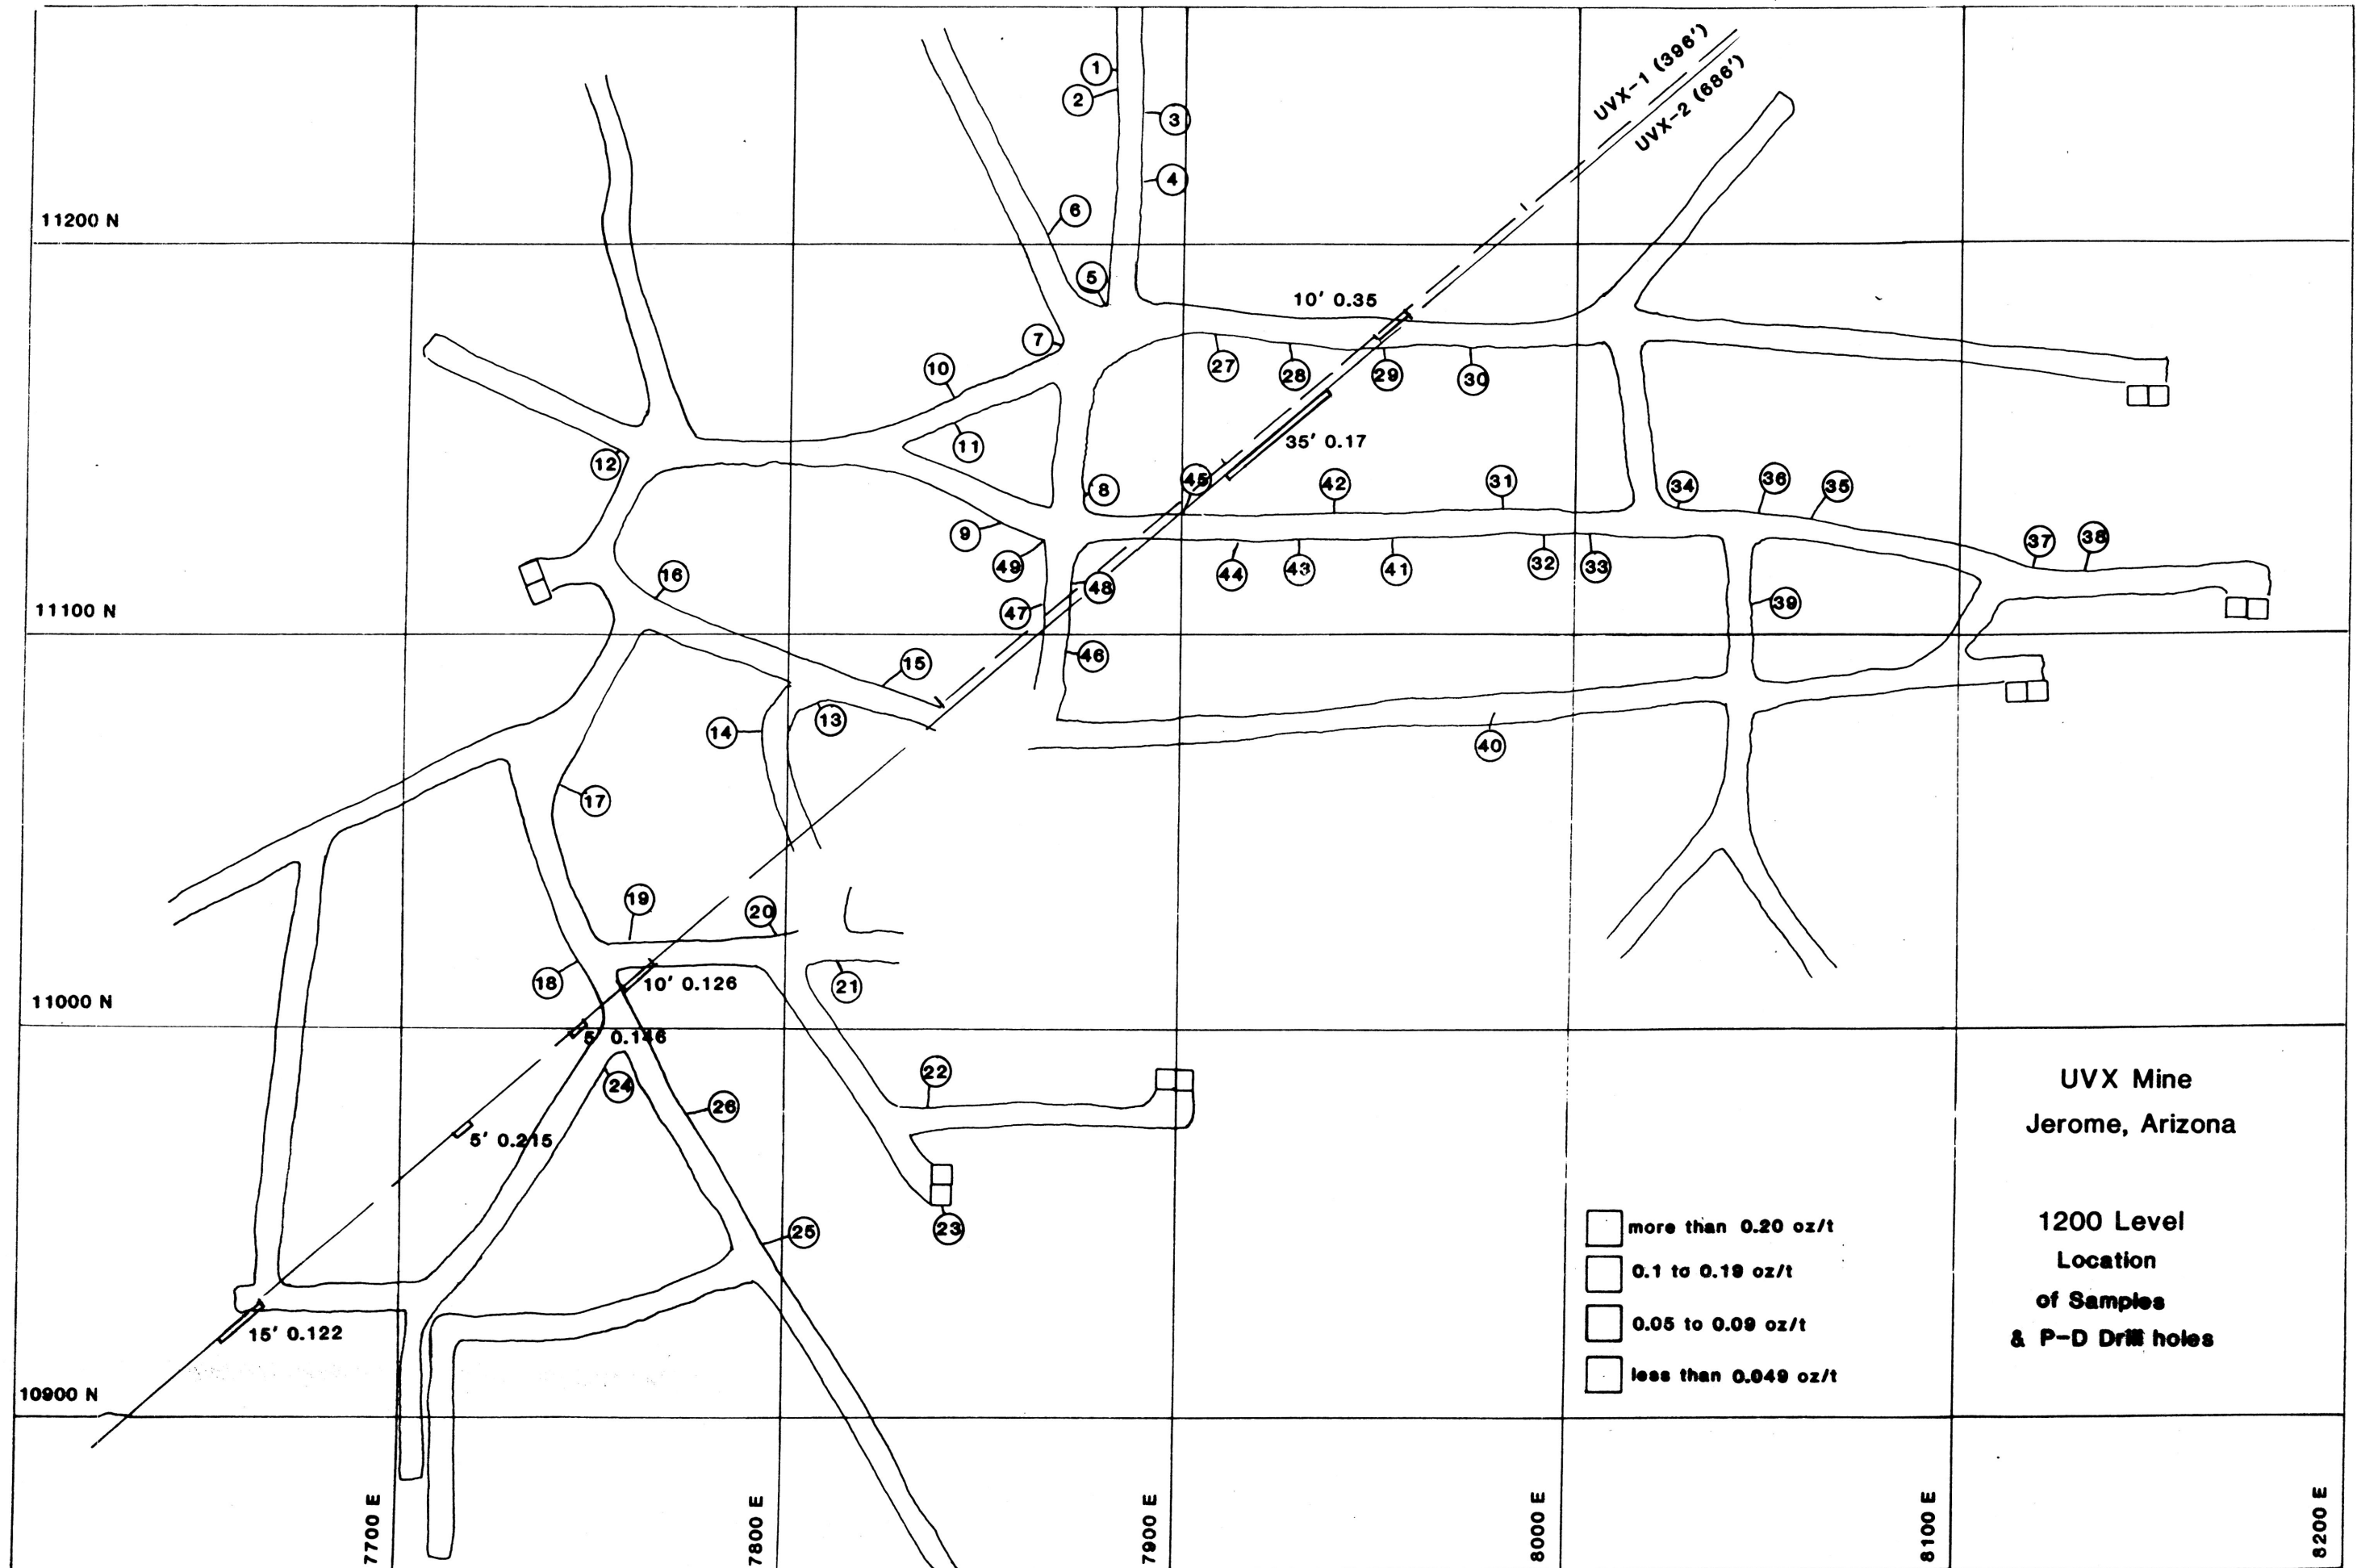 UVX-1 (396')
UVX-2 (686')
1
2
3
4
11200 N
6
5
10' 0.35
7
10
27
28
29
30
11
35' 0.17
12
8
45
42
31
34
36
35
9
49
44
43
41
32
33
37
38
16
48
47
39
11100 N
46
15
13
14
40
17
19
20
18
10' 0.126
21
11000 N
5' 0.146
22
24
26
5' 0.215
23
25
15' 0.122
10900 N
UVX Mine
Jerome, Arizona
1200 Level
Location
of Samples
& P-D Drill holes
more than 0.20 oz/t
0.1 to 0.19 oz/t
0.05 to 0.09 oz/t
less than 0.049 oz/t
7700 E
7800 E
7900 E
8000 E
8100 E
8200 E